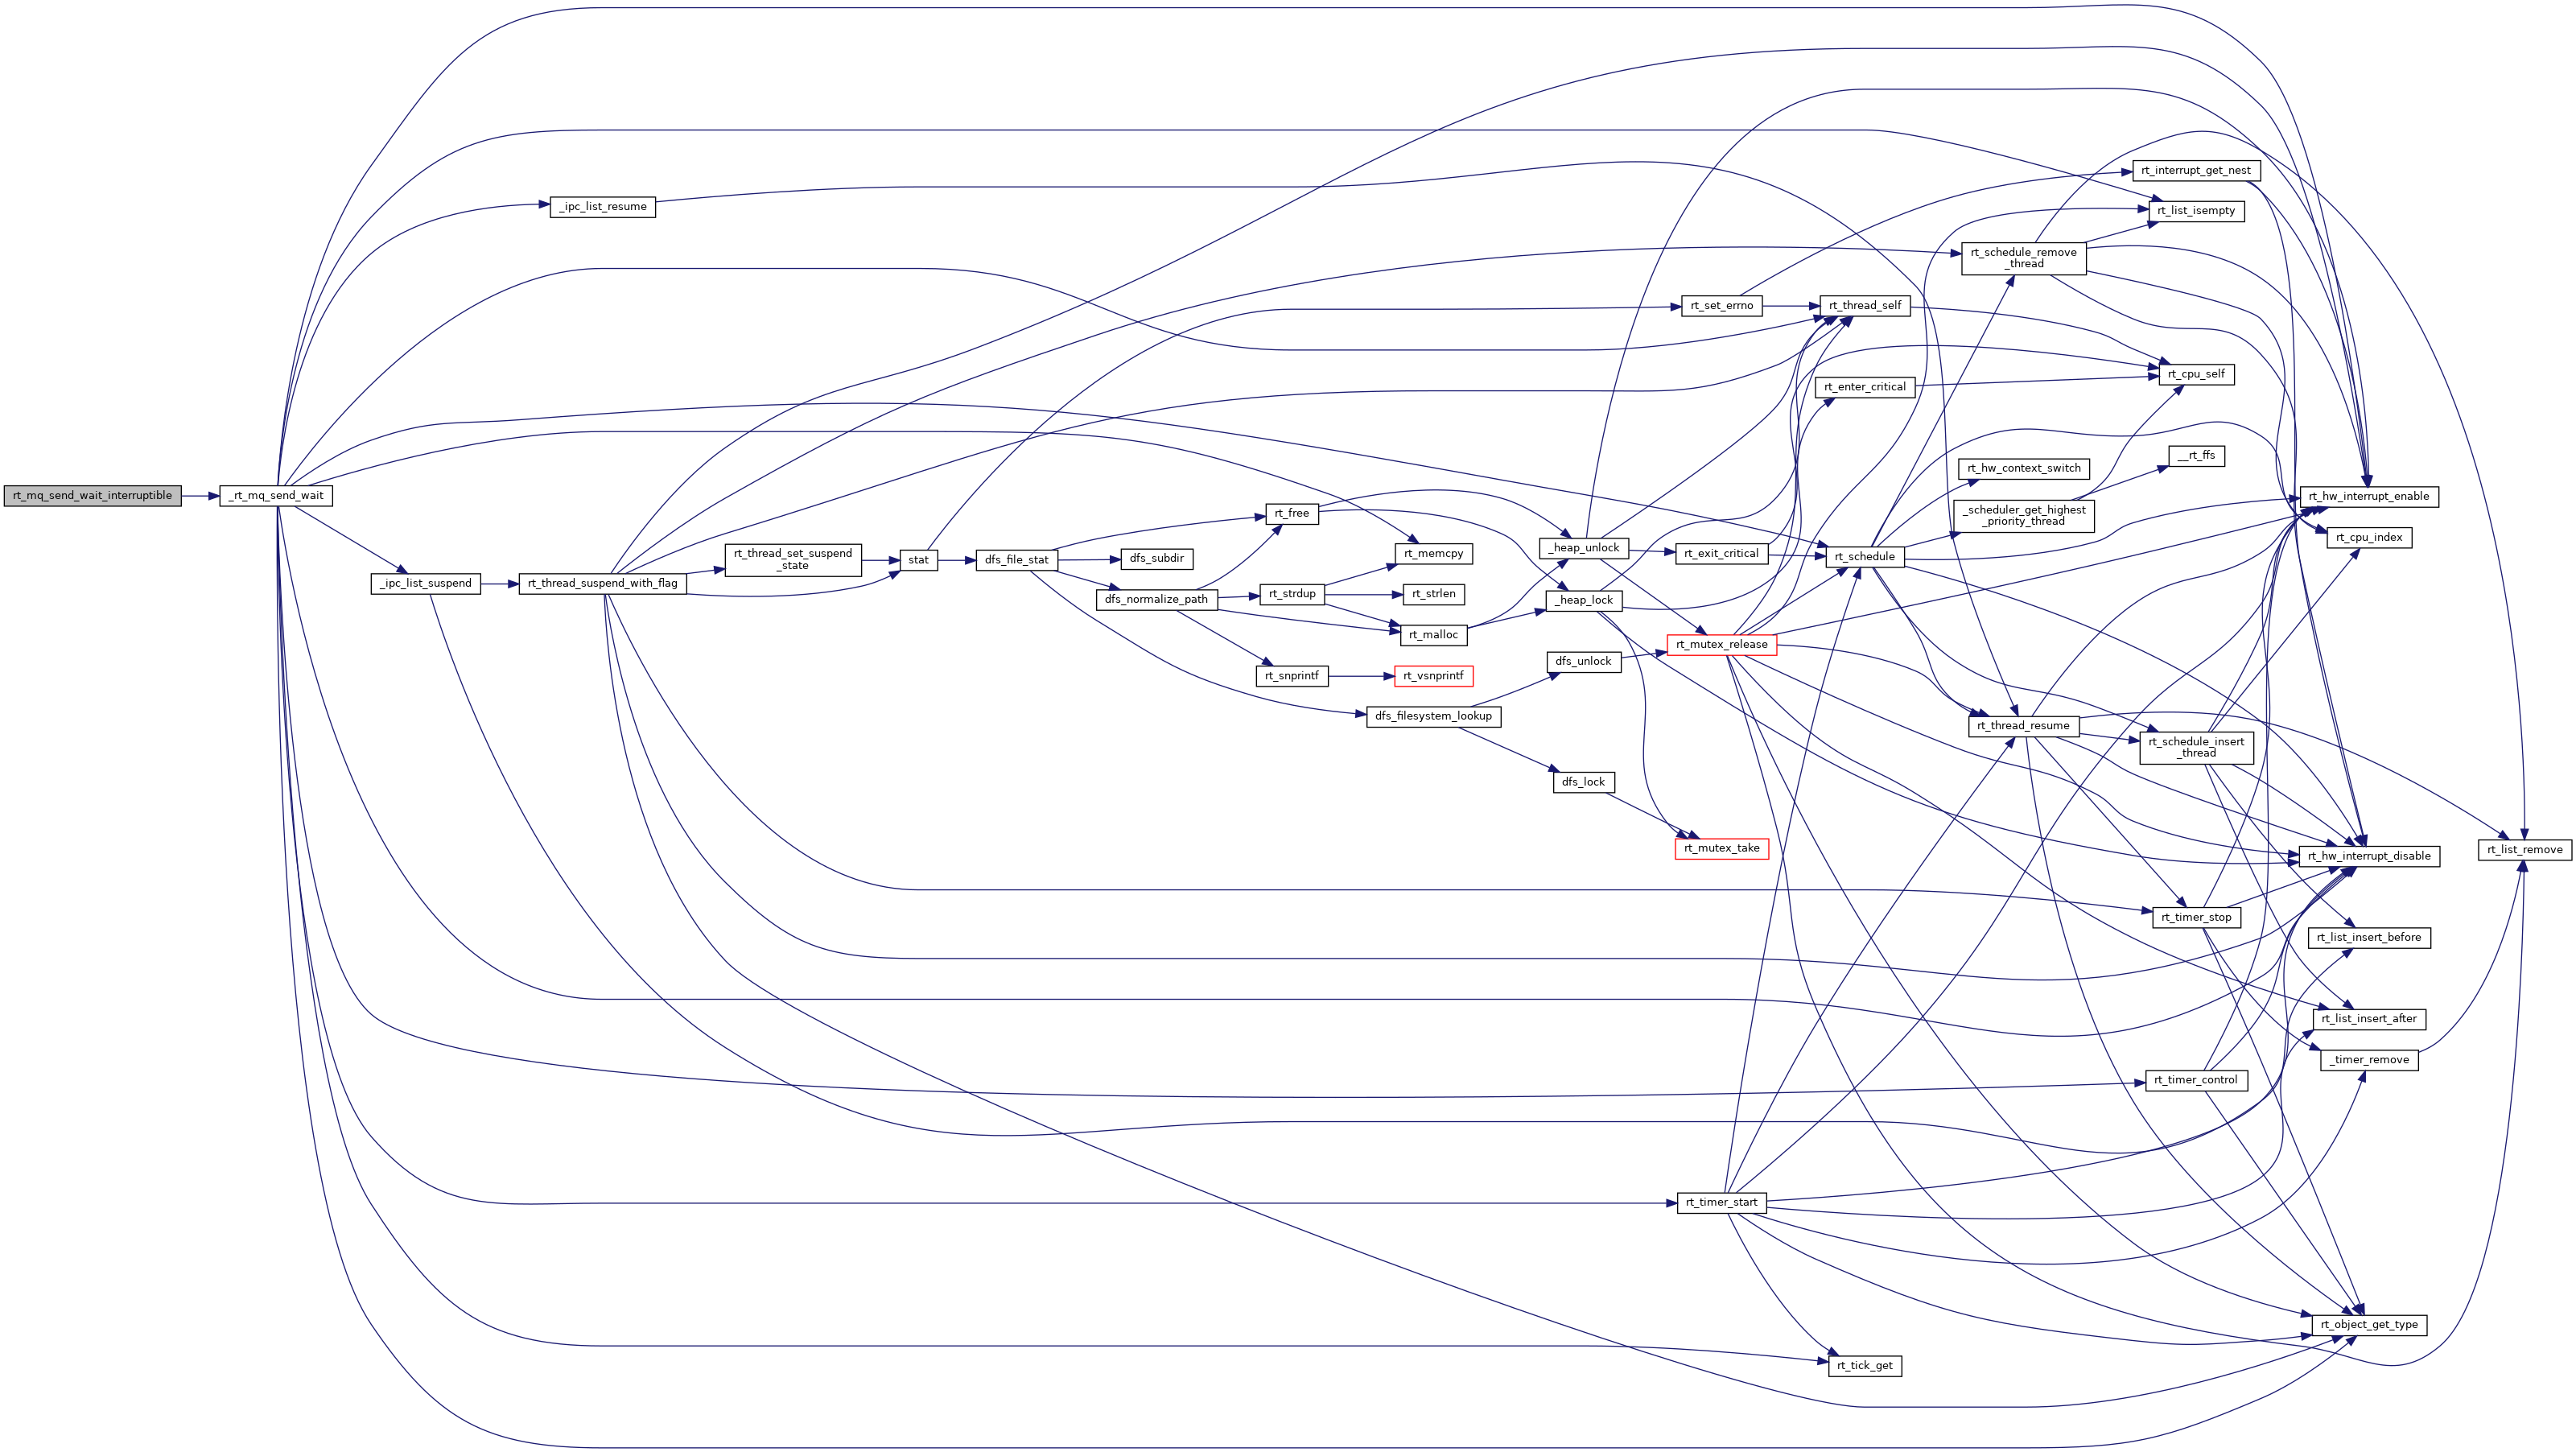 rt_mq_send_wait_interruptible
_rt_mq_send_wait
_ipc_list_resume
_ipc_list_suspend
rt_thread_suspend_with_flag
rt_thread_set_suspend
_state
stat
dfs_file_stat
rt_free
dfs_subdir
dfs_normalize_path
rt_strdup
rt_snprintf
rt_memcpy
rt_strlen
rt_malloc
rt_vsnprintf
dfs_filesystem_lookup
_heap_unlock
_heap_lock
dfs_unlock
dfs_lock
rt_set_errno
rt_exit_critical
rt_mutex_release
rt_mutex_take
rt_timer_start
rt_thread_self
rt_enter_critical
rt_schedule
rt_tick_get
rt_schedule_remove
_thread
rt_hw_context_switch
_scheduler_get_highest
_priority_thread
rt_thread_resume
rt_interrupt_get_nest
rt_list_isempty
rt_cpu_self
__rt_ffs
rt_schedule_insert
_thread
rt_timer_stop
rt_timer_control
rt_hw_interrupt_enable
rt_cpu_index
rt_hw_interrupt_disable
rt_list_insert_before
rt_list_insert_after
_timer_remove
rt_object_get_type
rt_list_remove